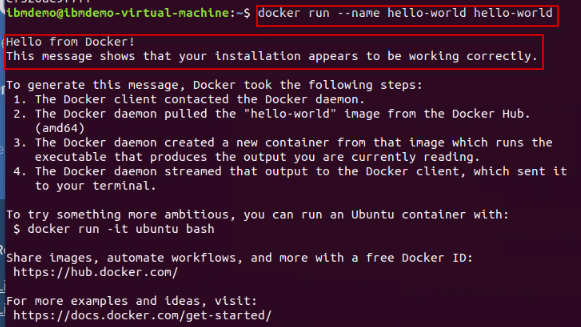 ibmdemo@ibmdemo-virtual-machine:~$ docker run --name hello-world hello-world
Hello from Docker!
This message shows that your installation appears to be working correctly.
To generate this message, Docker took the following steps:
1. The Docker client contacted the Docker daemon.
2. The Docker daemon pulled the "hello-world" image from the Docker Hub.
(amd64)
3. The Docker daemon created a new container from that image which runs the
executable that produces the output you are currently reading.
4. The Docker daemon streamed that output to the Docker client, which sent it
to your terminal.
To try something more ambitious, you can run an Ubuntu container with:
$ docker run -it ubuntu bash
Share images, automate workflows, and more with a free Docker ID:
https://hub.docker.com/
For more examples and ideas, visit:
https://docs.docker.com/get-started/